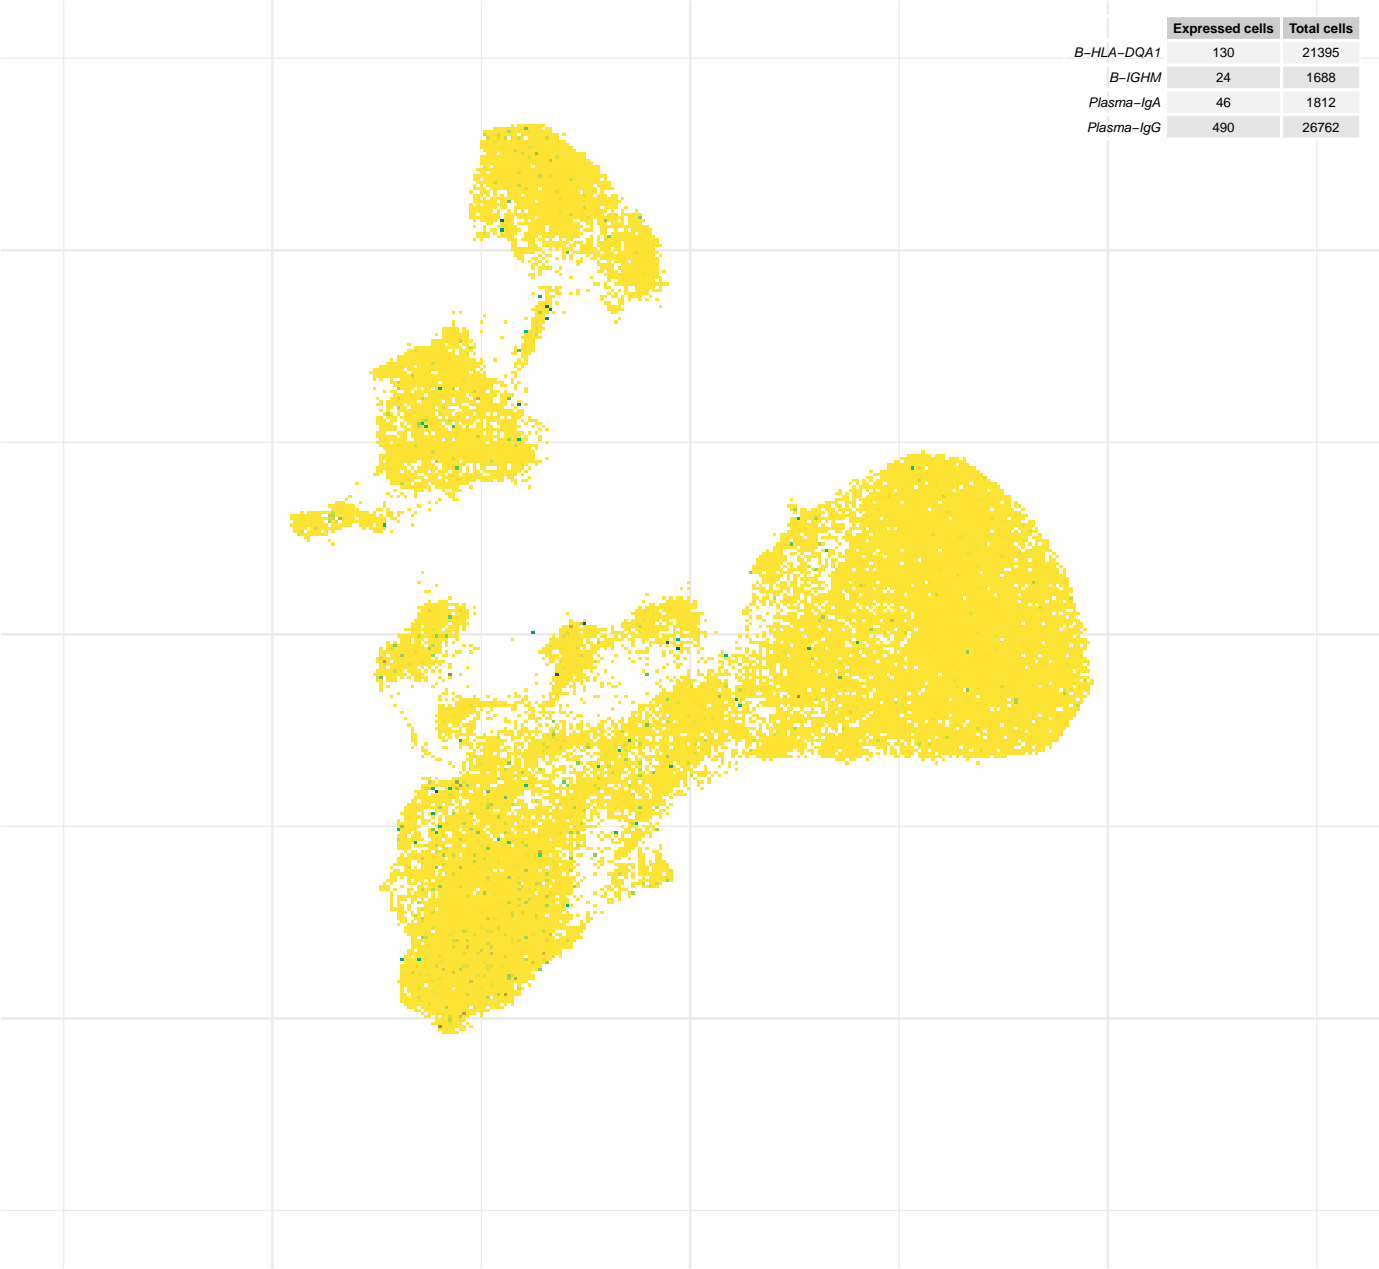 Expressed cells Total cells
B−HLA−DQA1 130 21395
B−IGHM 24 1688
Plasma−IgA 46 1812
Plasma−IgG 490 26762